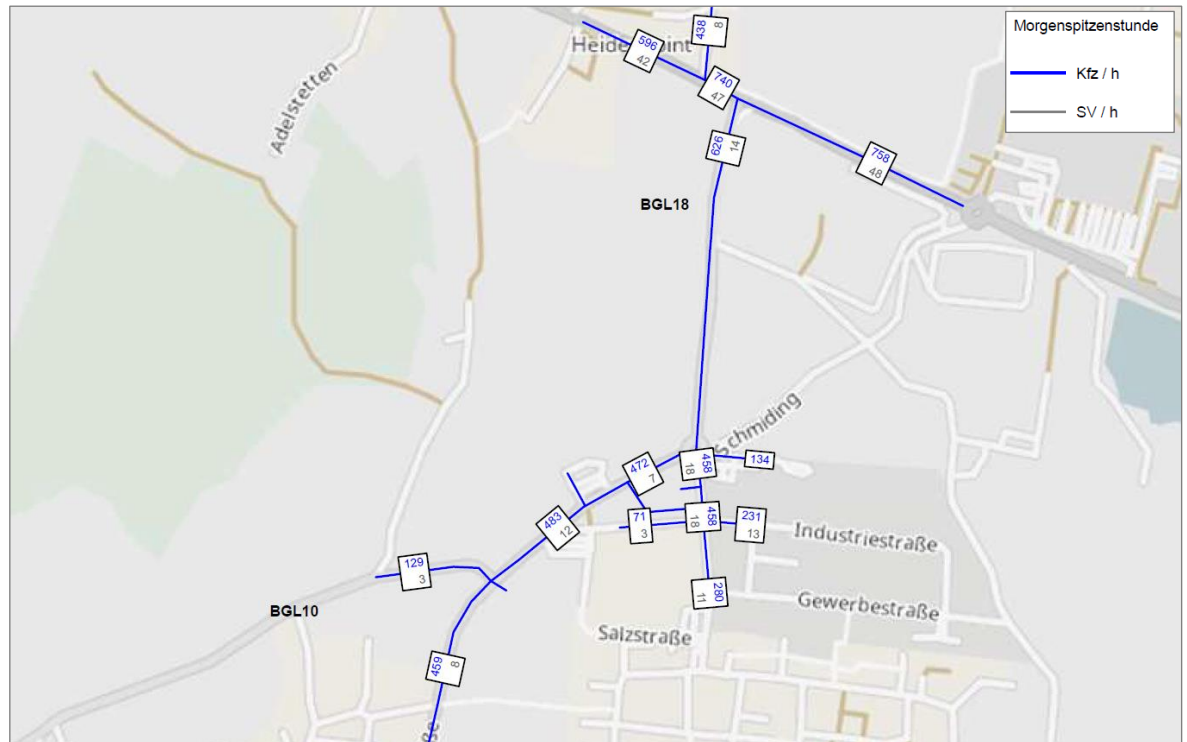 Morgenspitzenstunde
Kfz / h
SV / h
438
8
596
42
740
47
Adelstetten
626
14
758
48
BGL18
Schmiding
472
7
458
18
134
483
12
71
3
458
18
231
13
Industriestraße
129
3
280
11
BGL10
Gewerbestraße
Salzstraße
459
8